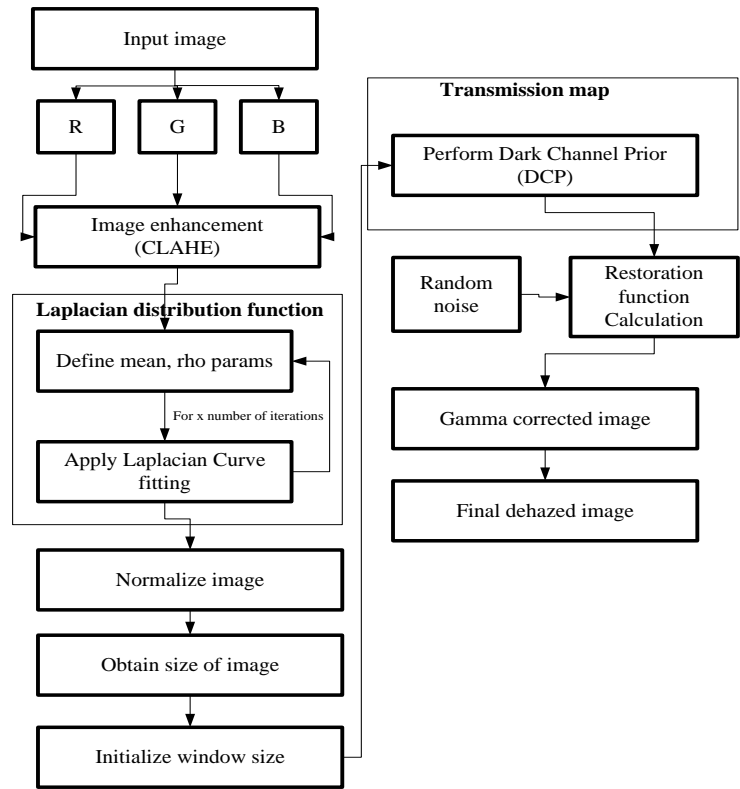 Input image
R
G
B
Image enhancement
(CLAHE)
Laplacian distribution function
Define mean, rho params
For x number of iterations
Apply Laplacian Curve
fitting
Normalize image
Obtain size of image
Initialize window size
Transmission map
Perform Dark Channel Prior
(DCP)
Random
noise
Restoration
function
Calculation
Gamma corrected image
Final dehazed image